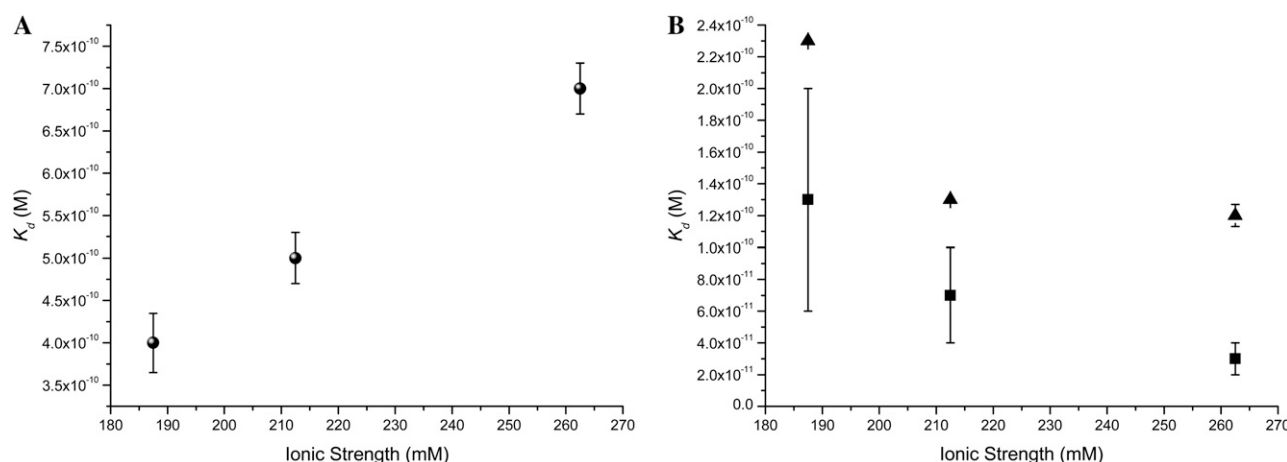 A
7.5x10⁻¹⁰
7.0x10⁻¹⁰
6.5x10⁻¹⁰
6.0x10⁻¹⁰
5.5x10⁻¹⁰
5.0x10⁻¹⁰
4.5x10⁻¹⁰
4.0x10⁻¹⁰
3.5x10⁻¹⁰
K_d (M)
180 190 200 210 220 230 240 250 260 270
Ionic Strength (mM)
B
2.4x10⁻¹⁰
2.2x10⁻¹⁰
2.0x10⁻¹⁰
1.8x10⁻¹⁰
1.6x10⁻¹⁰
1.4x10⁻¹⁰
1.2x10⁻¹⁰
1.0x10⁻¹⁰
8.0x10⁻¹¹
6.0x10⁻¹¹
4.0x10⁻¹¹
2.0x10⁻¹¹
0.0
K_d (M)
180 190 200 210 220 230 240 250 260 270
Ionic Strength (mM)